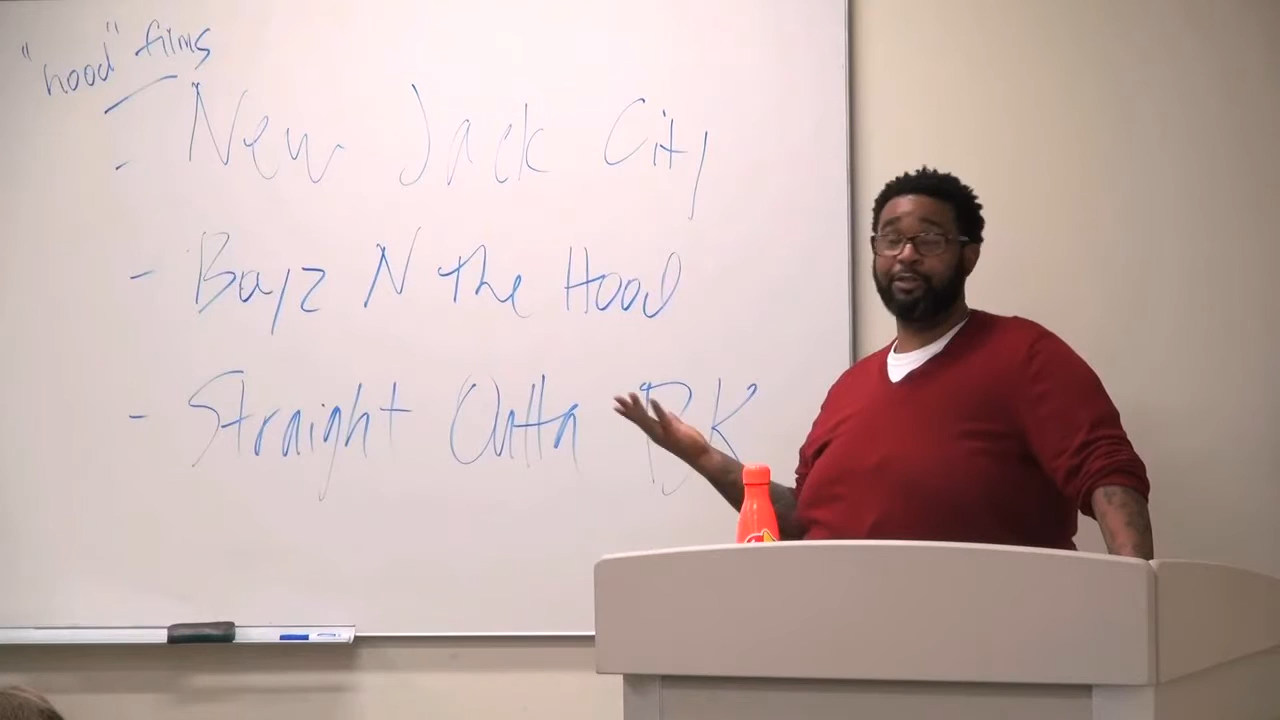 "hood" films
- New Jack City
- Boyz N the Hood
- Straight Outta BK